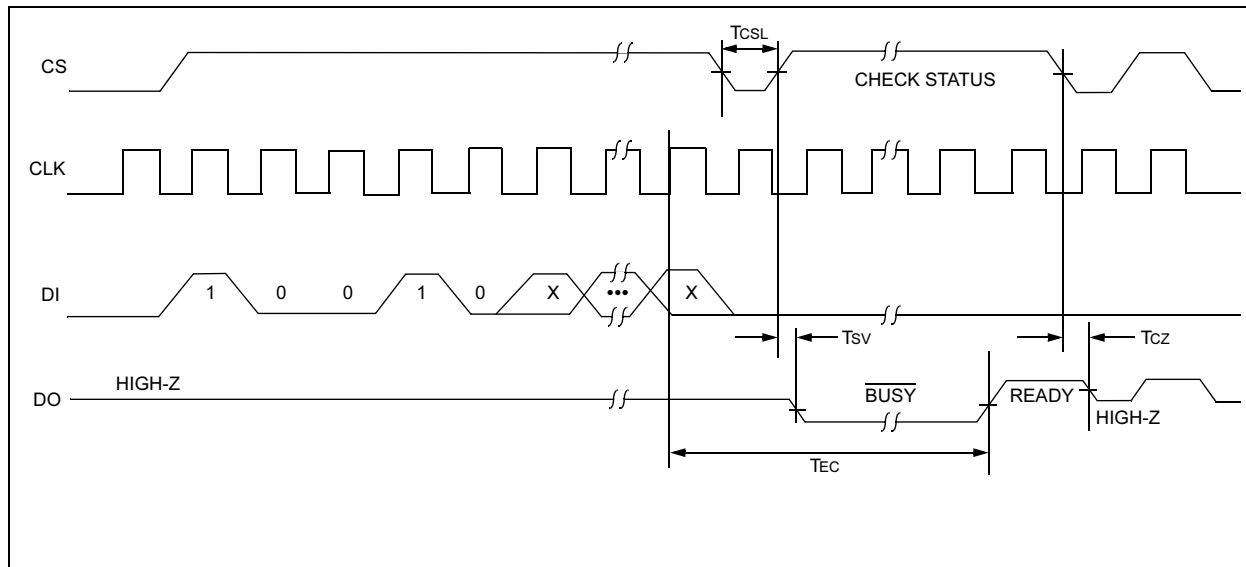 TCSL
CS
CHECK STATUS
CLK
DI
1 0 0 1 0 X ••• X
TSV
TCZ
HIGH-Z
DO
BUSY
READY
HIGH-Z
TEC